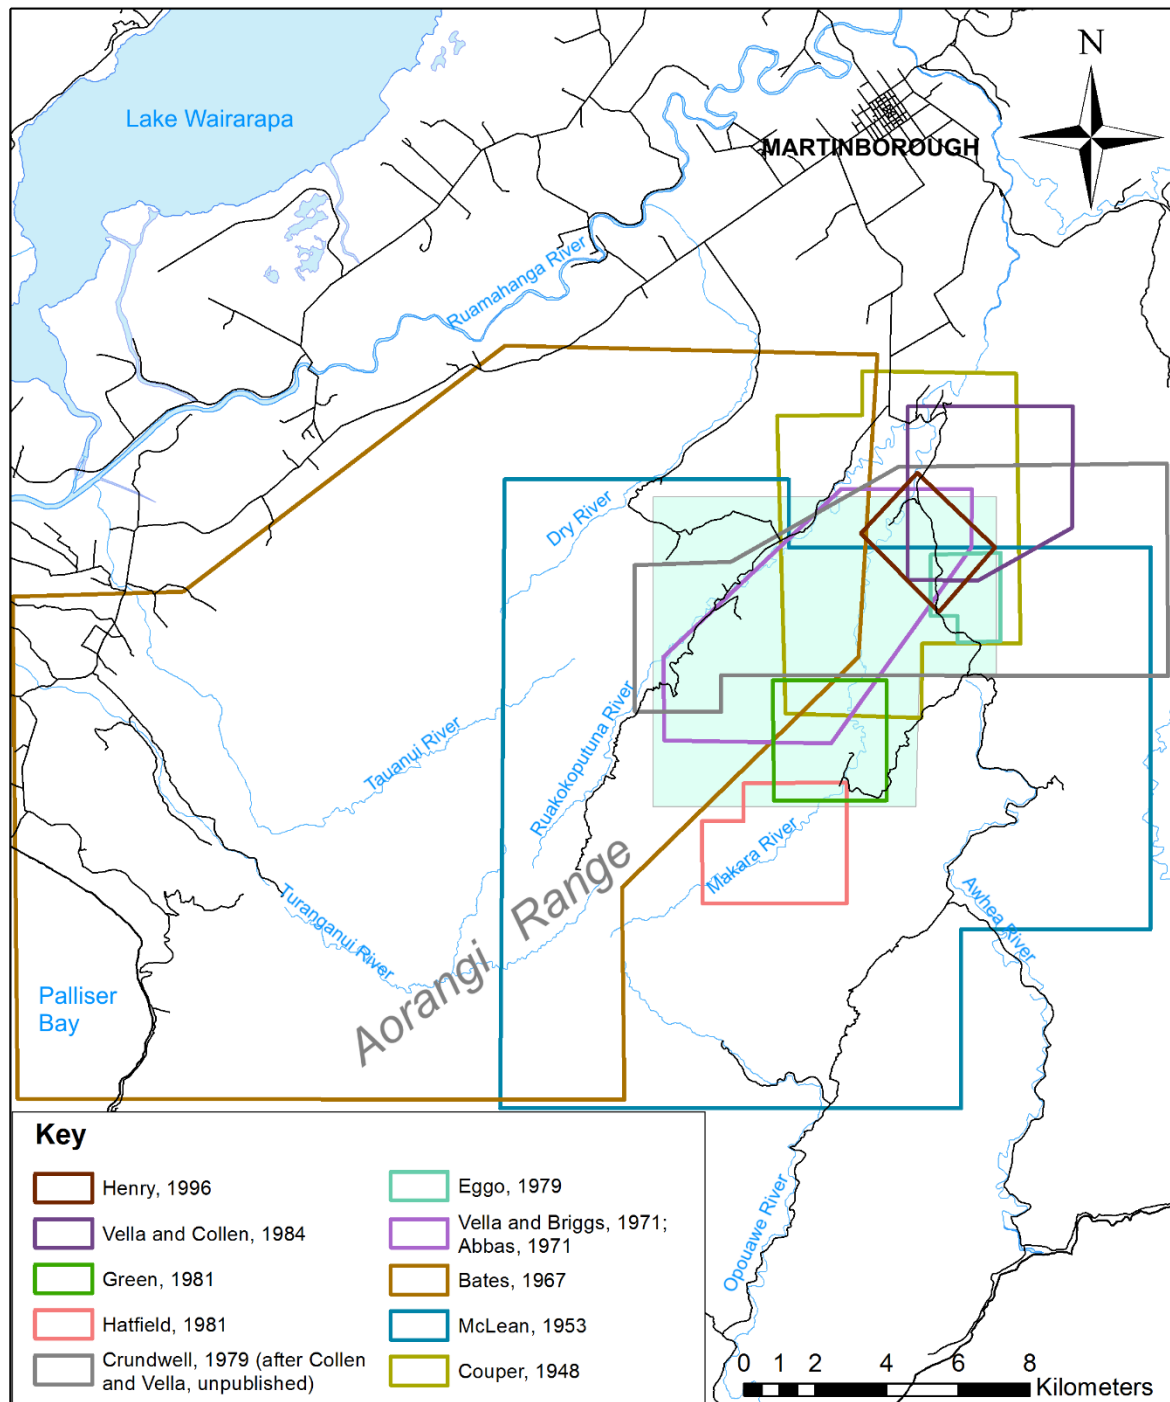 N
Lake Wairarapa
MARTINBOROUGH
Ruamahanga River
Dry River
Tauanui River
Ruakokoputuna River
Makara River
Aorangi Range
Turanganui River
Awhea River
Palliser
Bay
Opouawe River
Key
Henry, 1996
Vella and Collen, 1984
Green, 1981
Hatfield, 1981
Crundwell, 1979 (after Collen
and Vella, unpublished)
Eggo, 1979
Vella and Briggs, 1971;
Abbas, 1971
Bates, 1967
McLean, 1953
Couper, 1948
0 1 2 4 6 8
Kilometers